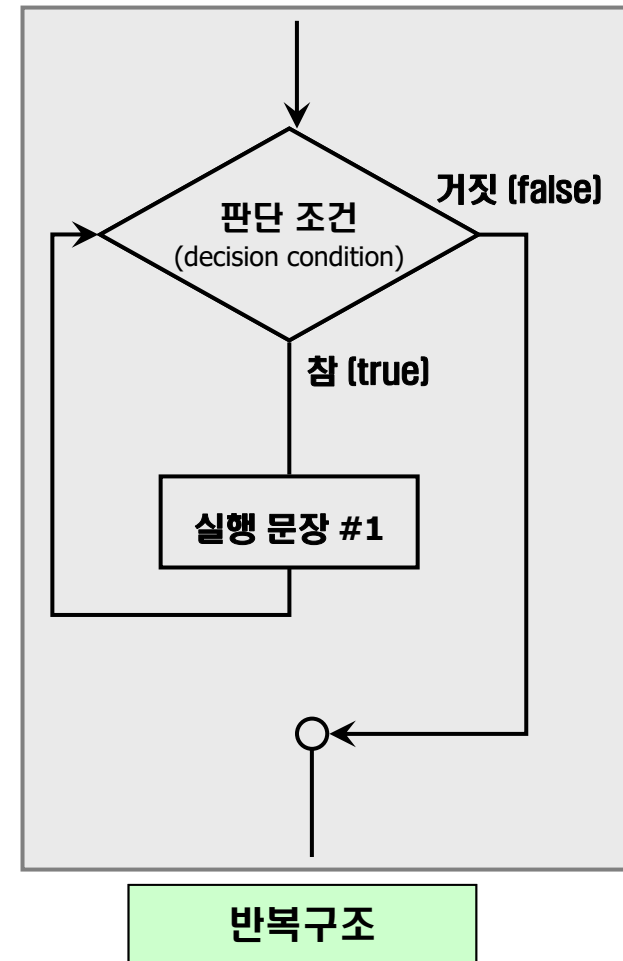 거짓 (false)
판단 조건
(decision condition)
참 (true)
실행 문장 #1
반복구조